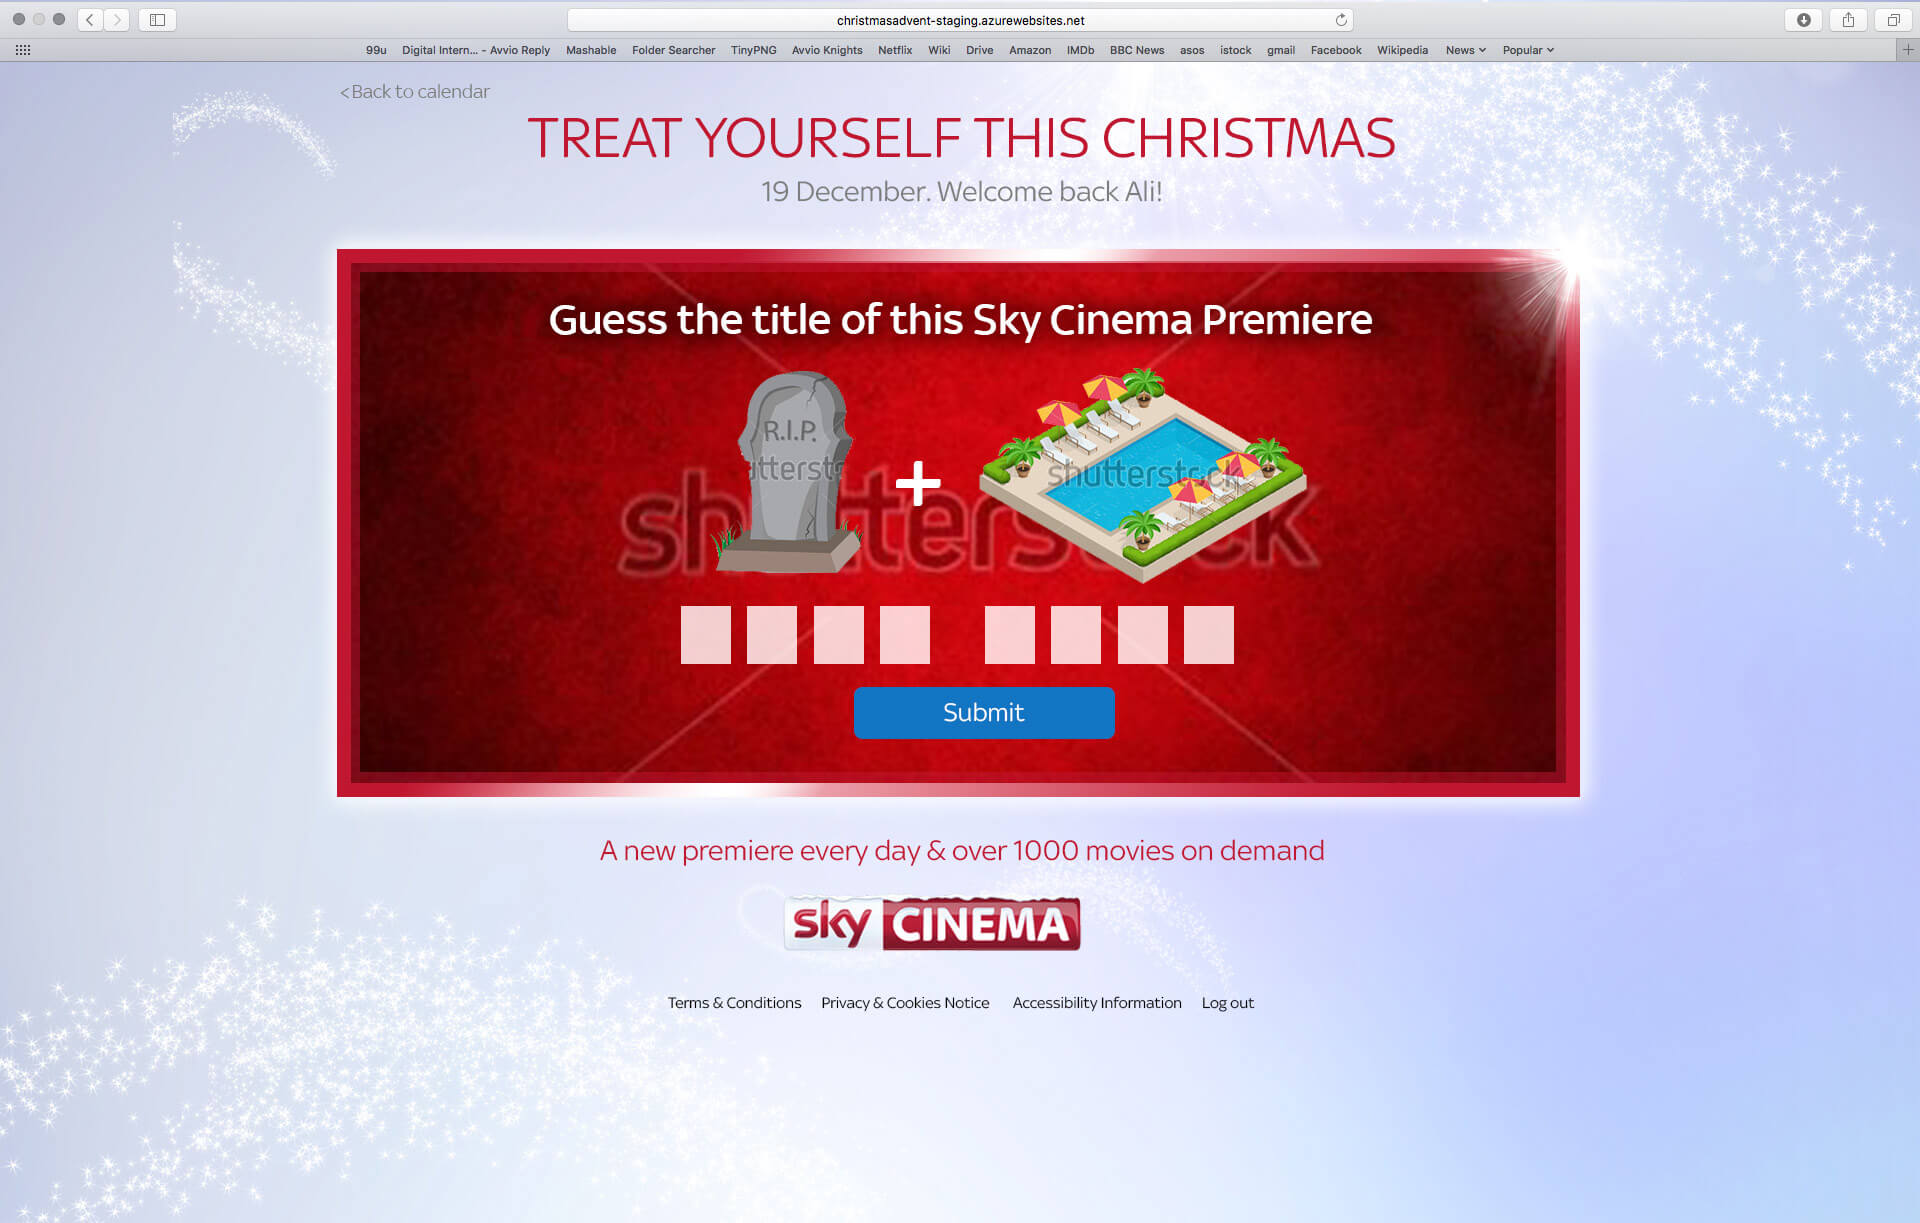 christmasadvent-staging.azurewebsites.net
99u Digital Intern... - Avvio Reply Mashable Folder Searcher TinyPNG Avvio Knights Netflix Wiki Drive Amazon IMDb BBC News asos istock gmail Facebook Wikipedia News Popular
<Back to calendar
TREAT YOURSELF THIS CHRISTMAS
19 December. Welcome back Ali!
Guess the title of this Sky Cinema Premiere
R.I.P.
utterst
shutterstock
shutterstock
+
Submit
A new premiere every day & over 1000 movies on demand
sky CINEMA
Terms & Conditions Privacy & Cookies Notice Accessibility Information Log out